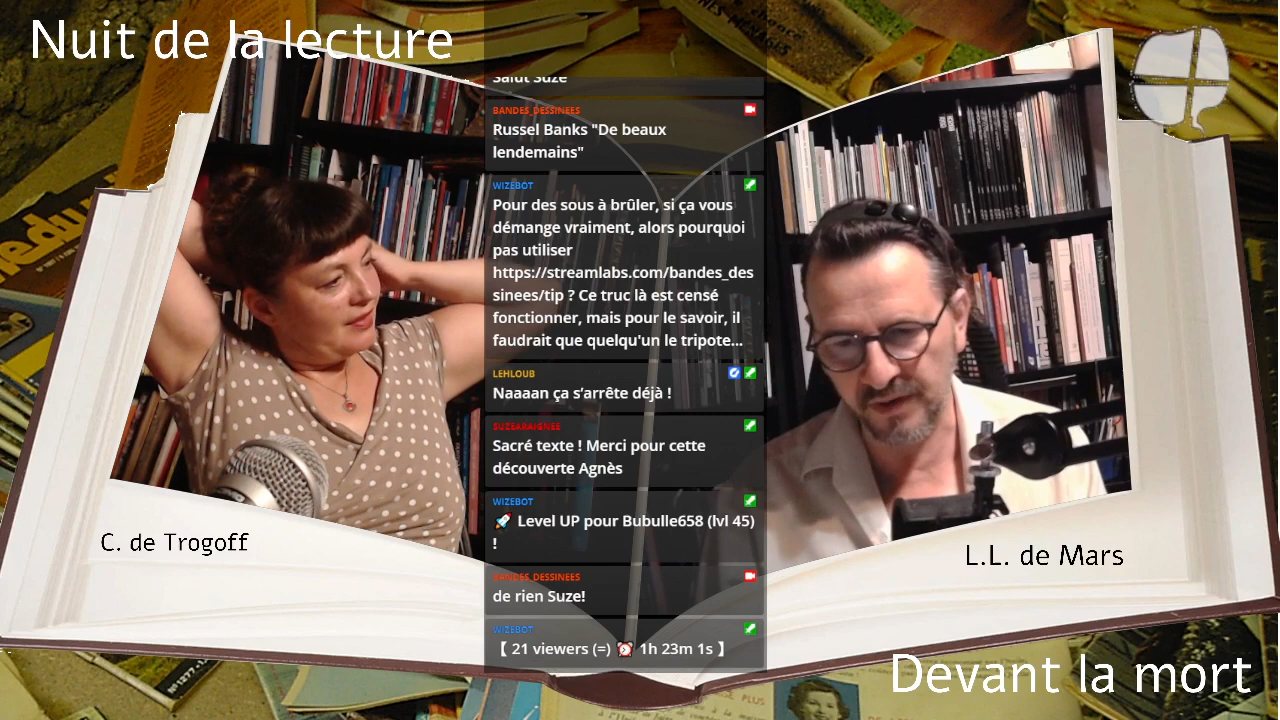 Nuit de la lecture
Salut Suze
BANDES_DESSINEES
Russel Banks "De beaux
lendemains"
WIZEBOT
Pour des sous à brûler, si ça vous
démange vraiment, alors pourquoi
pas utiliser
https://streamlabs.com/bandes_des
sinees/tip ? Ce truc là est censé
fonctionner, mais pour le savoir, il
faudrait que quelqu'un le tripote...
LEHLOUB
Naaaan ça s’arrête déjà !
SUZEARAIGNEE
Sacré texte ! Merci pour cette
découverte Agnès
WIZEBOT
🚀 Level UP pour Bubulle658 (lvl 45)
!
BANDES_DESSINEES
de rien Suze!
WIZEBOT
【 21 viewers (=) ⏰ 1h 23m 1s 】
C. de Trogoff
L.L. de Mars
Devant la mort